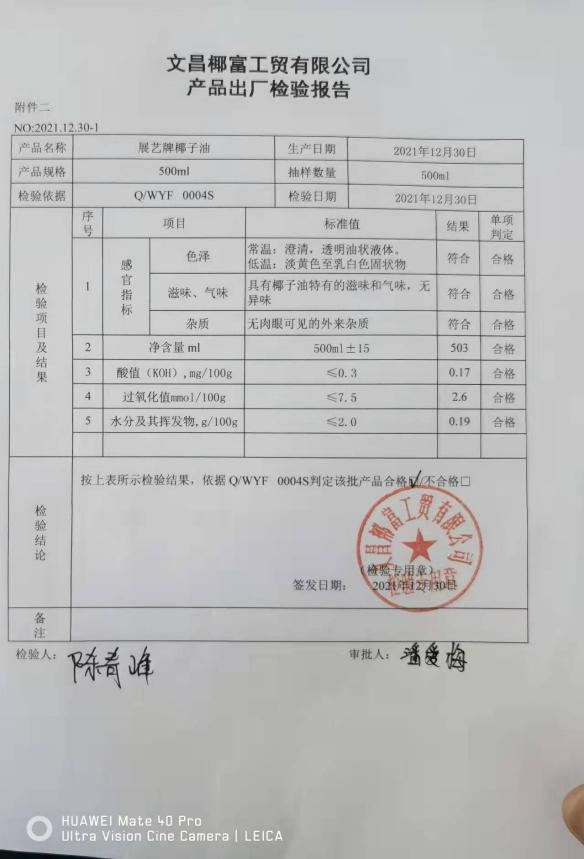 文昌椰富工贸有限公司
产品出厂检验报告
附件二
NO:2021.12.30-1
产品名称 展艺牌椰子油 生产日期 2021年12月30日
产品规格 500ml 抽样数量 500ml
检验依据 Q/WYF 0004S 检验日期 2021年12月30日
检验项目及结果 序号 项目 标准值 结果 单项判定
1 感官指标 色泽 常温：澄清，透明油状液体。
低温：淡黄色至乳白色固状物 符合 合格
滋味、气味 具有椰子油特有的滋味和气味，无
异味 符合 合格
杂质 无肉眼可见的外来杂质 符合 合格
2 净含量 ml 500ml±15 503 合格
3 酸值（KOH）,mg/100g ≤0.3 0.17 合格
4 过氧化值mmol/100g ≤7.5 2.6 合格
5 水分及其挥发物,g/100g ≤2.0 0.19 合格
检验结论 按上表所示检验结果，依据 Q/WYF 0004S判定该批产品合格☑/不合格□
文昌椰富工贸有限公司
检验专用章
（检验专用章）
签发日期： 2021年12月30日
备注
检验人： 陈青峰 审批人： 潘爱梅
HUAWEI Mate 40 Pro
Ultra Vision Cine Camera | LEICA